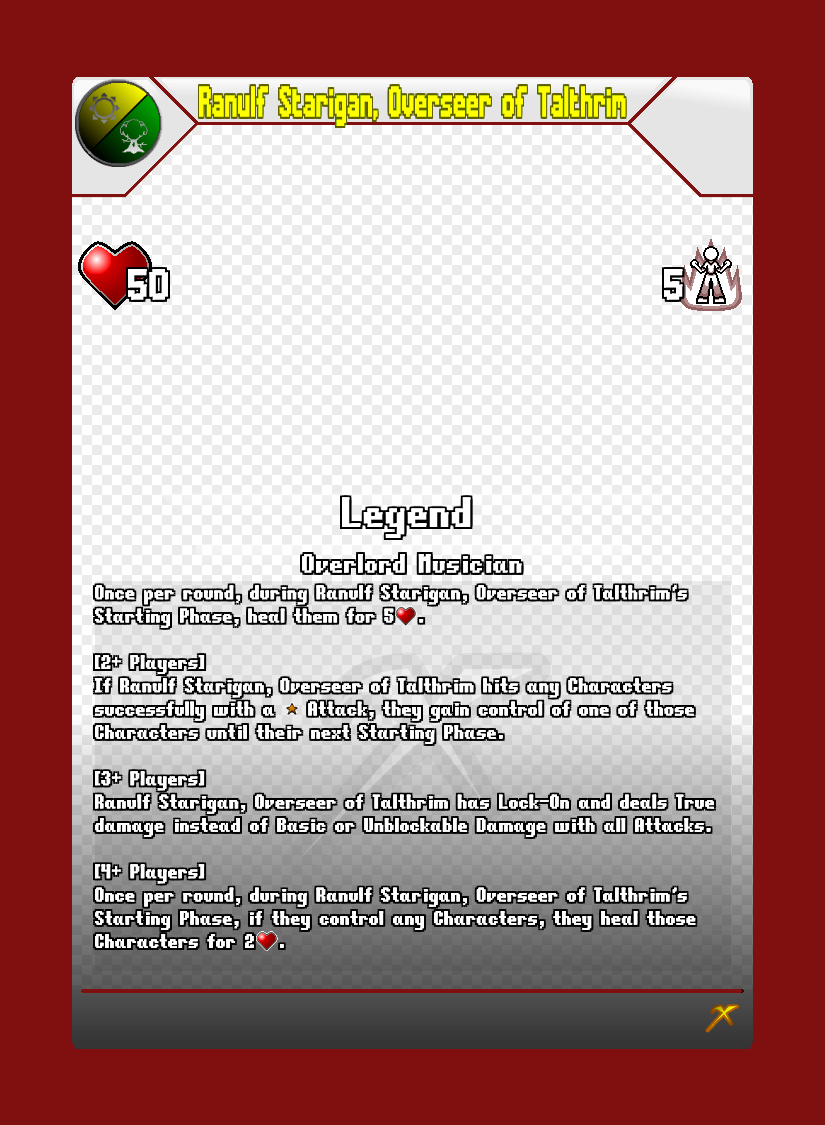 Ranulf Starigan, Overseer of Talthrim
50
5
Legend
Overlord Musician
Once per round, during Ranulf Starigan, Overseer of Talthrim's
Starting Phase, heal them for 5❤.
[2+ Players]
If Ranulf Starigan, Overseer of Talthrim hits any Characters
successfully with a ★ Attack, they gain control of one of those
Characters until their next Starting Phase.
[3+ Players]
Ranulf Starigan, Overseer of Talthrim has Lock-On and deals True
damage instead of Basic or Unblockable Damage with all Attacks.
[4+ Players]
Once per round, during Ranulf Starigan, Overseer of Talthrim's
Starting Phase, if they control any Characters, they heal those
Characters for 2❤.